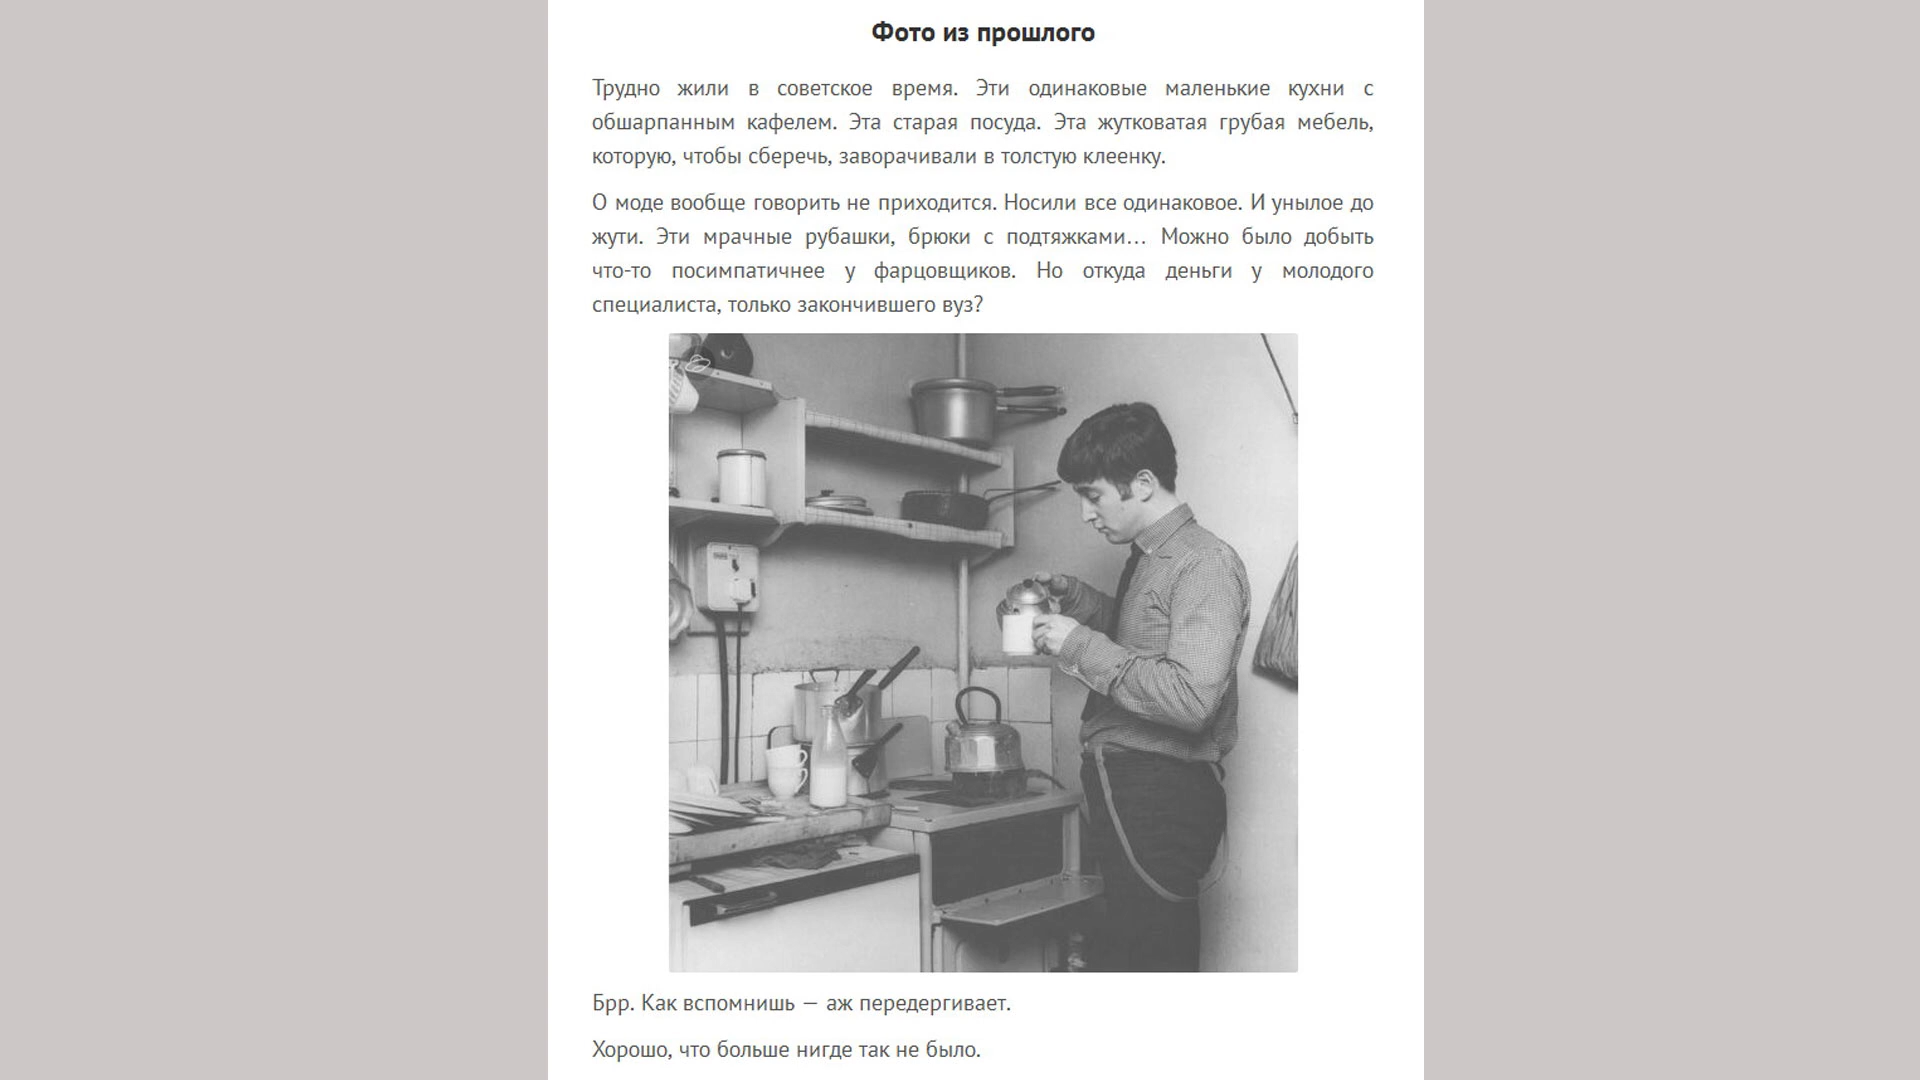 Фото из прошлого
Трудно жили в советское время. Эти одинаковые маленькие кухни с
обшарпанным кафелем. Эта старая посуда. Эта жутковатая грубая мебель,
которую, чтобы сберечь, заворачивали в толстую клеенку.
О моде вообще говорить не приходится. Носили все одинаковое. И унылое до
жути. Эти мрачные рубашки, брюки с подтяжками… Можно было добыть
что-то посимпатичнее у фарцовщиков. Но откуда деньги у молодого
специалиста, только закончившего вуз?
Брр. Как вспомнишь — аж передергивает.
Хорошо, что больше нигде так не было.